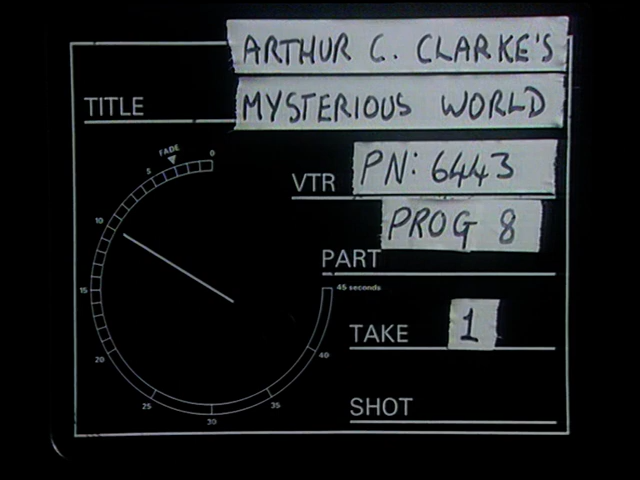 ARTHUR C. CLARKE'S
TITLE MYSTERIOUS WORLD
VTR PN: 6443
PROG 8
PART
TAKE 1
SHOT
FADE
0
5
10
15
20
25
30
35
40
45 seconds